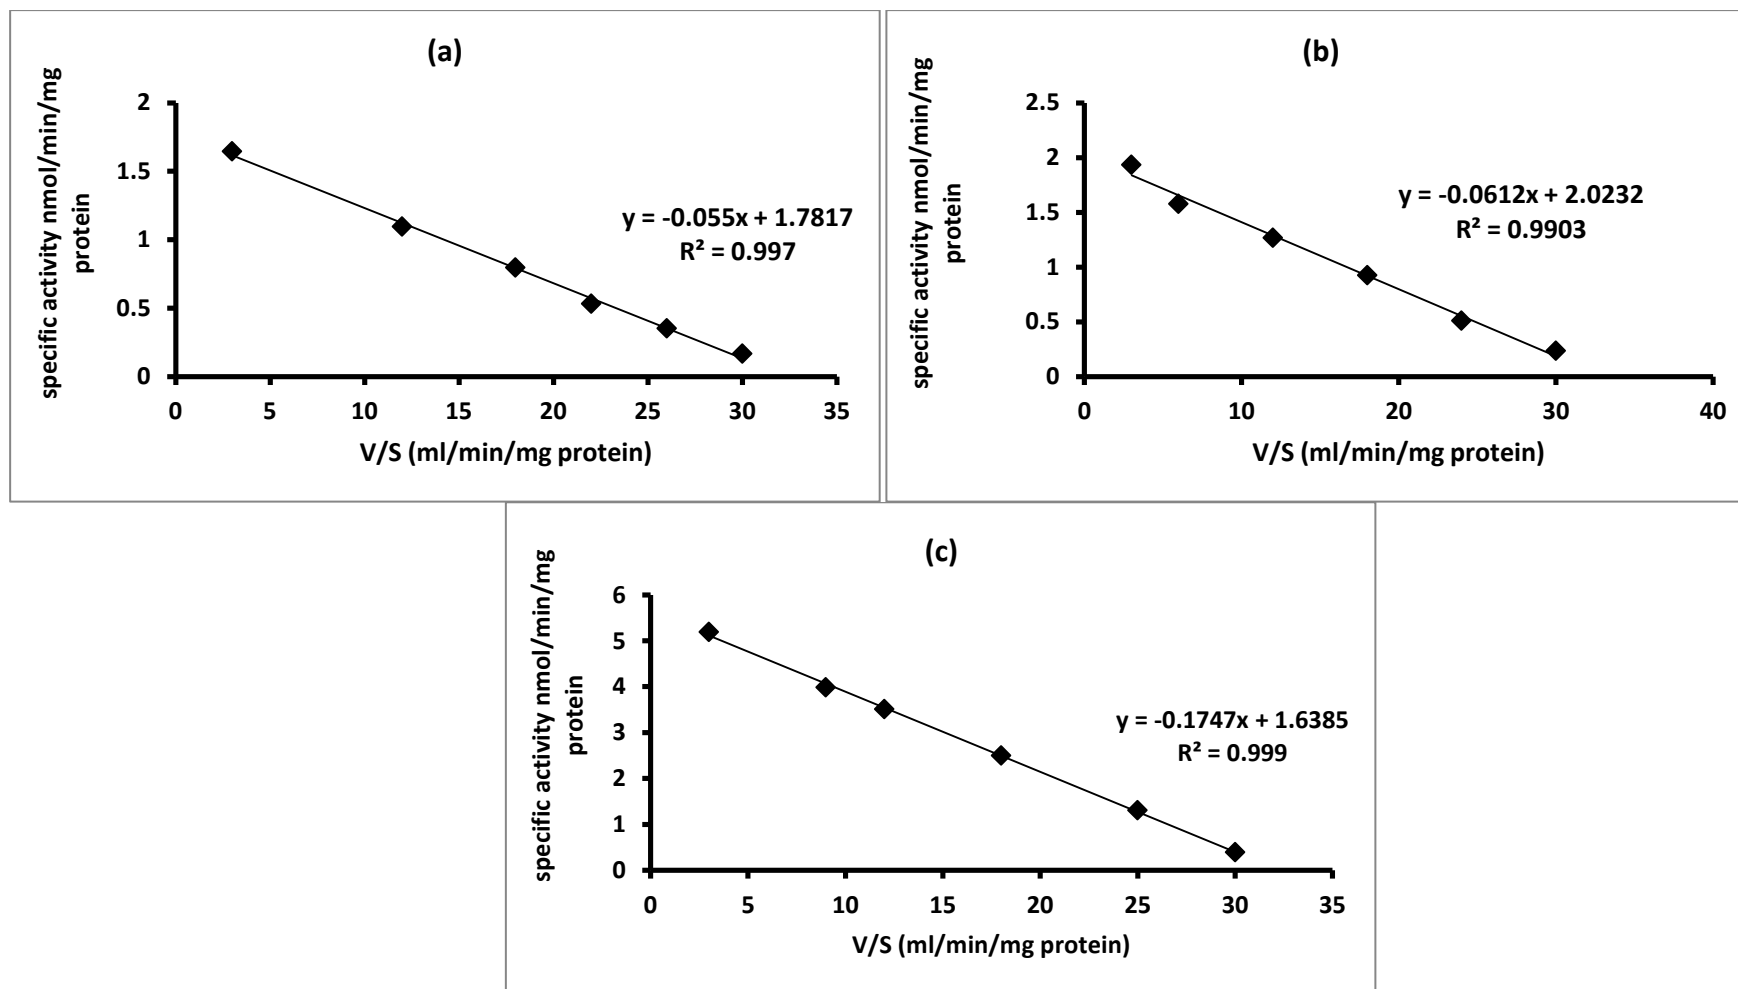 (a)
specific activity nmol/min/mg
protein
2
1.5
1
0.5
0
0 5 10 15 20 25 30 35
V/S (ml/min/mg protein)
y = -0.055x + 1.7817
R² = 0.997
(b)
specific activity nmol/min/mg
protein
2.5
2
1.5
1
0.5
0
0 10 20 30 40
V/S (ml/min/mg protein)
y = -0.0612x + 2.0232
R² = 0.9903
(c)
specific activity nmol/min/mg
protein
6
5
4
3
2
1
0
0 5 10 15 20 25 30 35
V/S (ml/min/mg protein)
y = -0.1747x + 1.6385
R² = 0.999